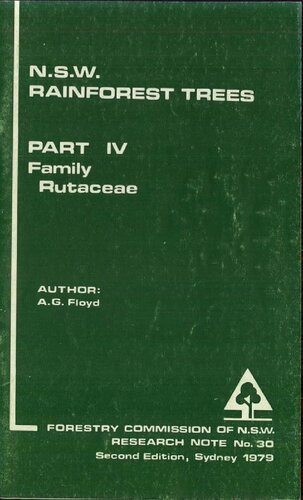 N.S.W.
RAINFOREST TREES
PART IV
Family
Rutaceae
AUTHOR:
A.G. Floyd
FORESTRY COMMISSION OF N.S.W.
RESEARCH NOTE No. 30
Second Edition, Sydney 1979